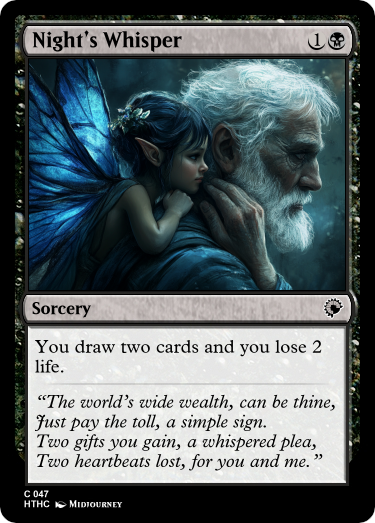 Night's Whisper 1
Sorcery
You draw two cards and you lose 2
life.
“The world's wide wealth, can be thine,
Just pay the toll, a simple sign.
Two gifts you gain, a whispered plea,
Two heartbeats lost, for you and me.”
C 047
HTHC Midjourney